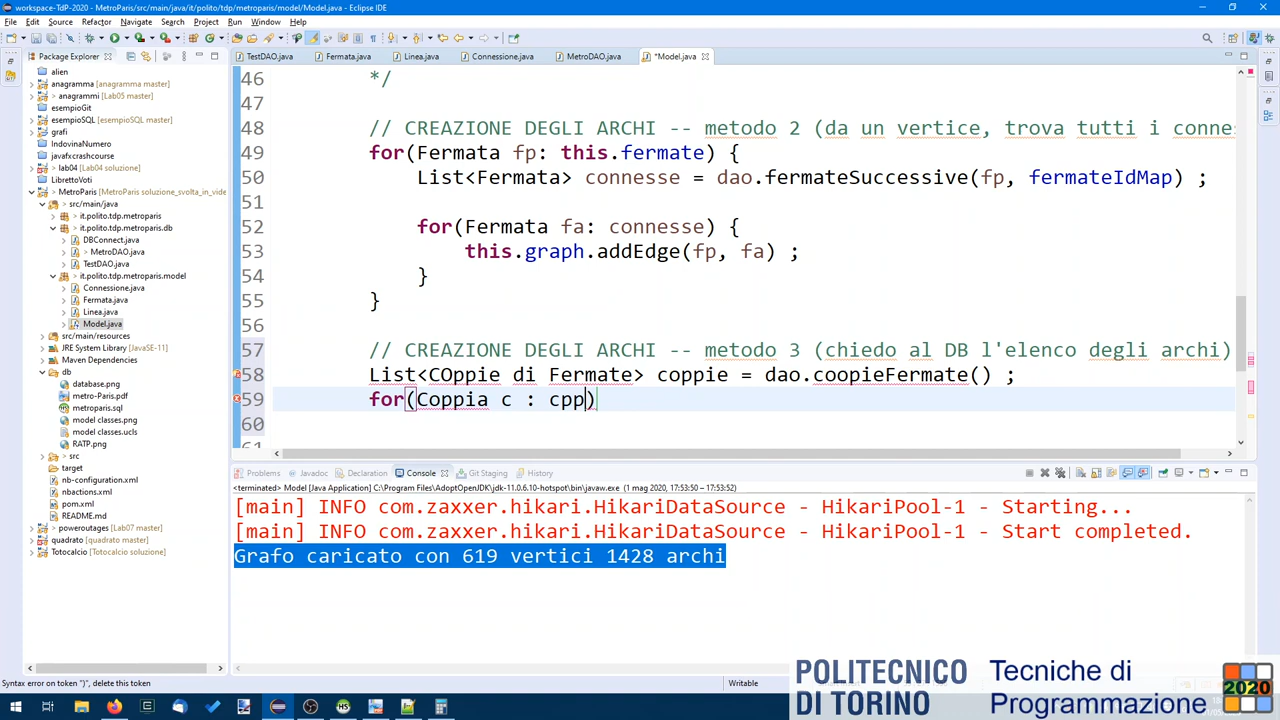 workspace-TdP-2020 - MetroParis/src/main/java/it/polito/tdp/metroparis/model/Model.java - Eclipse IDE
File Edit Source Refactor Navigate Search Project Run Window Help
Package Explorer
TestDAO.java Fermata.java Linea.java Connessione.java MetroDAO.java *Model.java
alien
anagramma [anagramma master]
anagrammi [Lab05 master]
esempioGit
esempioSQL [esempioSQL master]
grafi
IndovinaNumero
javafxcrashcourse
lab04 [Lab04 soluzione]
LibrettoVoti
MetroParis [MetroParis soluzione_svolta_in_vide
src/main/java
it.polito.tdp.metroparis
it.polito.tdp.metroparis.db
DBConnect.java
MetroDAO.java
TestDAO.java
it.polito.tdp.metroparis.model
Connessione.java
Fermata.java
Linea.java
Model.java
src/main/resources
JRE System Library [JavaSE-11]
Maven Dependencies
db
database.png
metro-Paris.pdf
metroparis.sql
model classes.png
model classes.ucls
RATP.png
src
target
nb-configuration.xml
nbactions.xml
pom.xml
README.md
poweroutages [Lab07 master]
quadrato [quadrato master]
Totocalcio [Totocalcio soluzione]
46 */
47
48 // CREAZIONE DEGLI ARCHI -- metodo 2 (da un vertice, trova tutti i conne
49 for(Fermata fp: this.fermate) {
50 List<Fermata> connesse = dao.fermateSuccessive(fp, fermateIdMap) ;
51
52 for(Fermata fa: connesse) {
53 this.graph.addEdge(fp, fa) ;
54 }
55 }
56
57 // CREAZIONE DEGLI ARCHI -- metodo 3 (chiedo al DB l'elenco degli archi)
58 List<COppie di Fermate> coppie = dao.coopieFermate() ;
59 for(Coppia c : cpp)
60
61
Problems Javadoc Declaration Console Git Staging History
<terminated> Model [Java Application] C:\Program Files\AdoptOpenJDK\jdk-11.0.6.10-hotspot\bin\javaw.exe (1 mag 2020, 17:53:50 – 17:53:52)
[main] INFO com.zaxxer.hikari.HikariDataSource - HikariPool-1 - Starting...
[main] INFO com.zaxxer.hikari.HikariDataSource - HikariPool-1 - Start completed.
Grafo caricato con 619 vertici 1428 archi
Syntax error on token "}", delete this token
Writable
POLITECNICO
DI TORINO
Tecniche di
Programmazione
2020